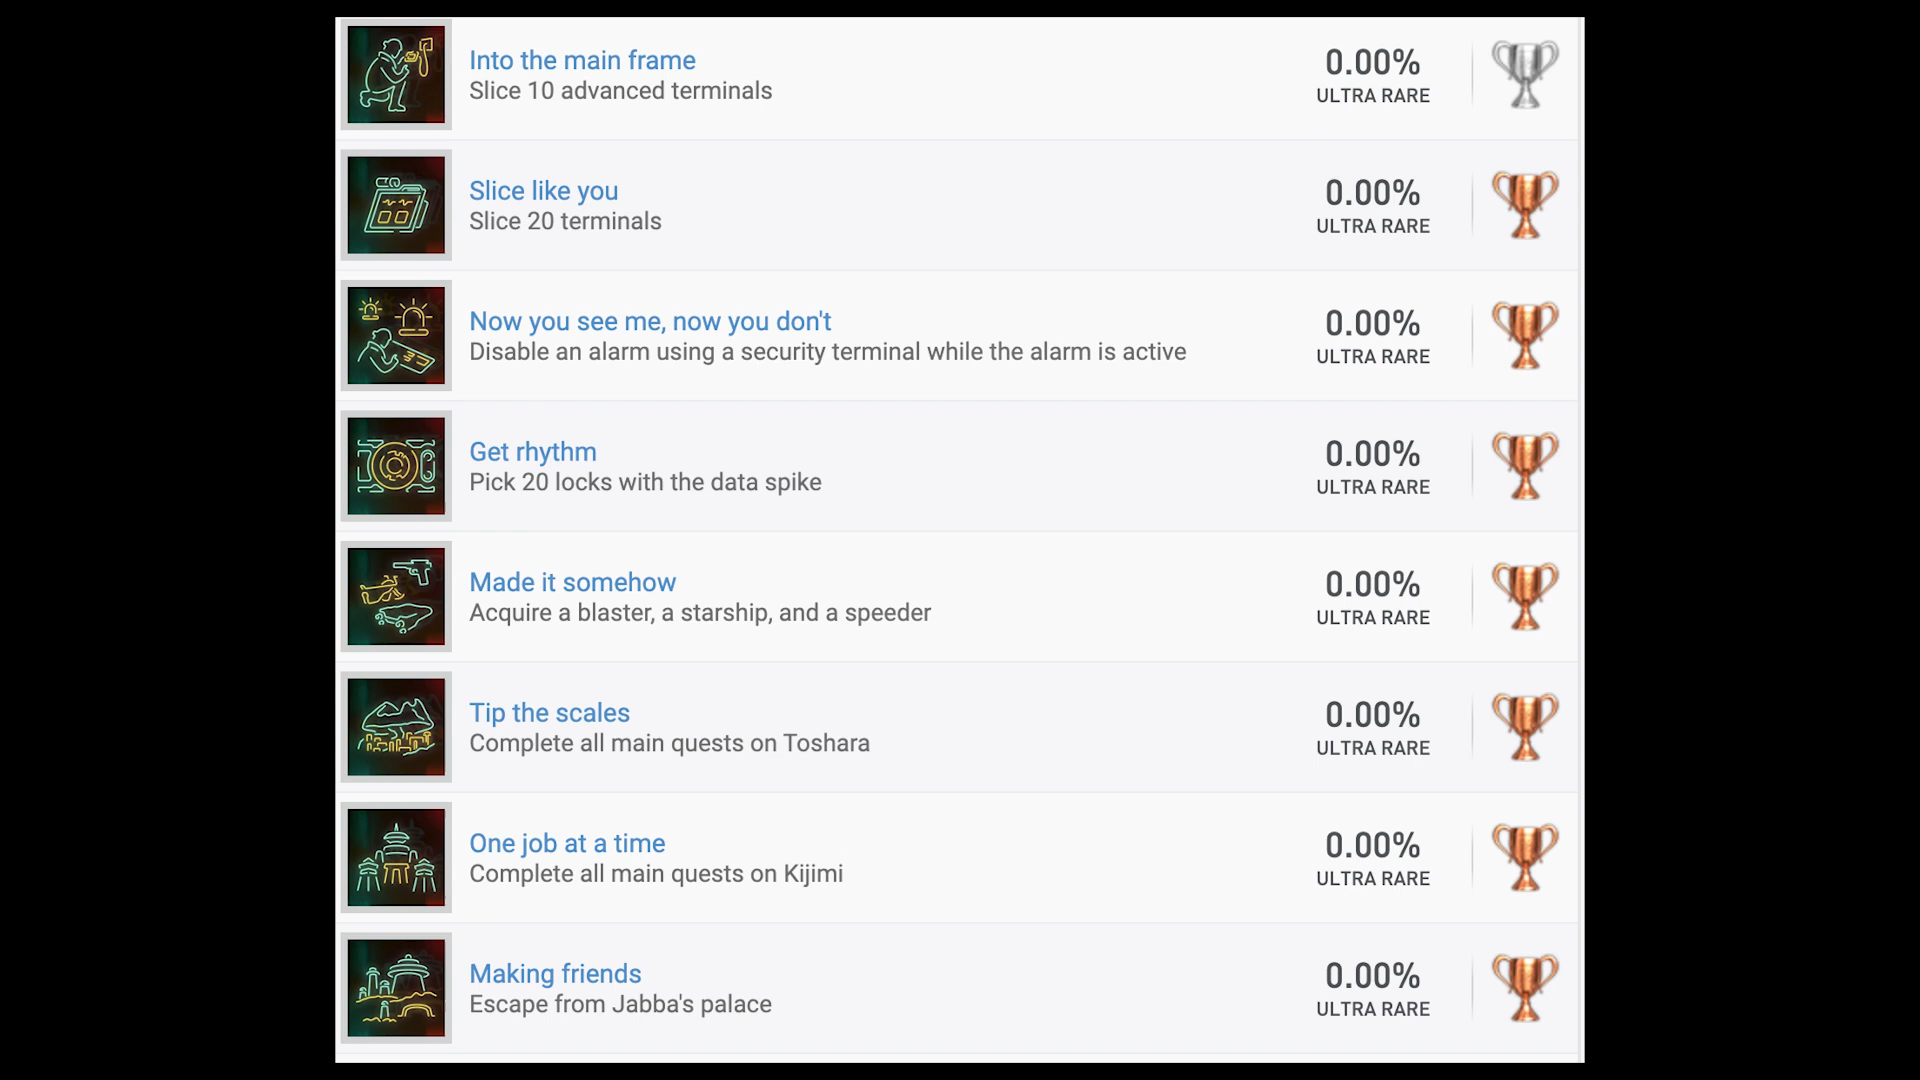 Into the main frame
Slice 10 advanced terminals
0.00%
ULTRA RARE
Slice like you
Slice 20 terminals
0.00%
ULTRA RARE
Now you see me, now you don't
Disable an alarm using a security terminal while the alarm is active
0.00%
ULTRA RARE
Get rhythm
Pick 20 locks with the data spike
0.00%
ULTRA RARE
Made it somehow
Acquire a blaster, a starship, and a speeder
0.00%
ULTRA RARE
Tip the scales
Complete all main quests on Toshara
0.00%
ULTRA RARE
One job at a time
Complete all main quests on Kijimi
0.00%
ULTRA RARE
Making friends
Escape from Jabba's palace
0.00%
ULTRA RARE